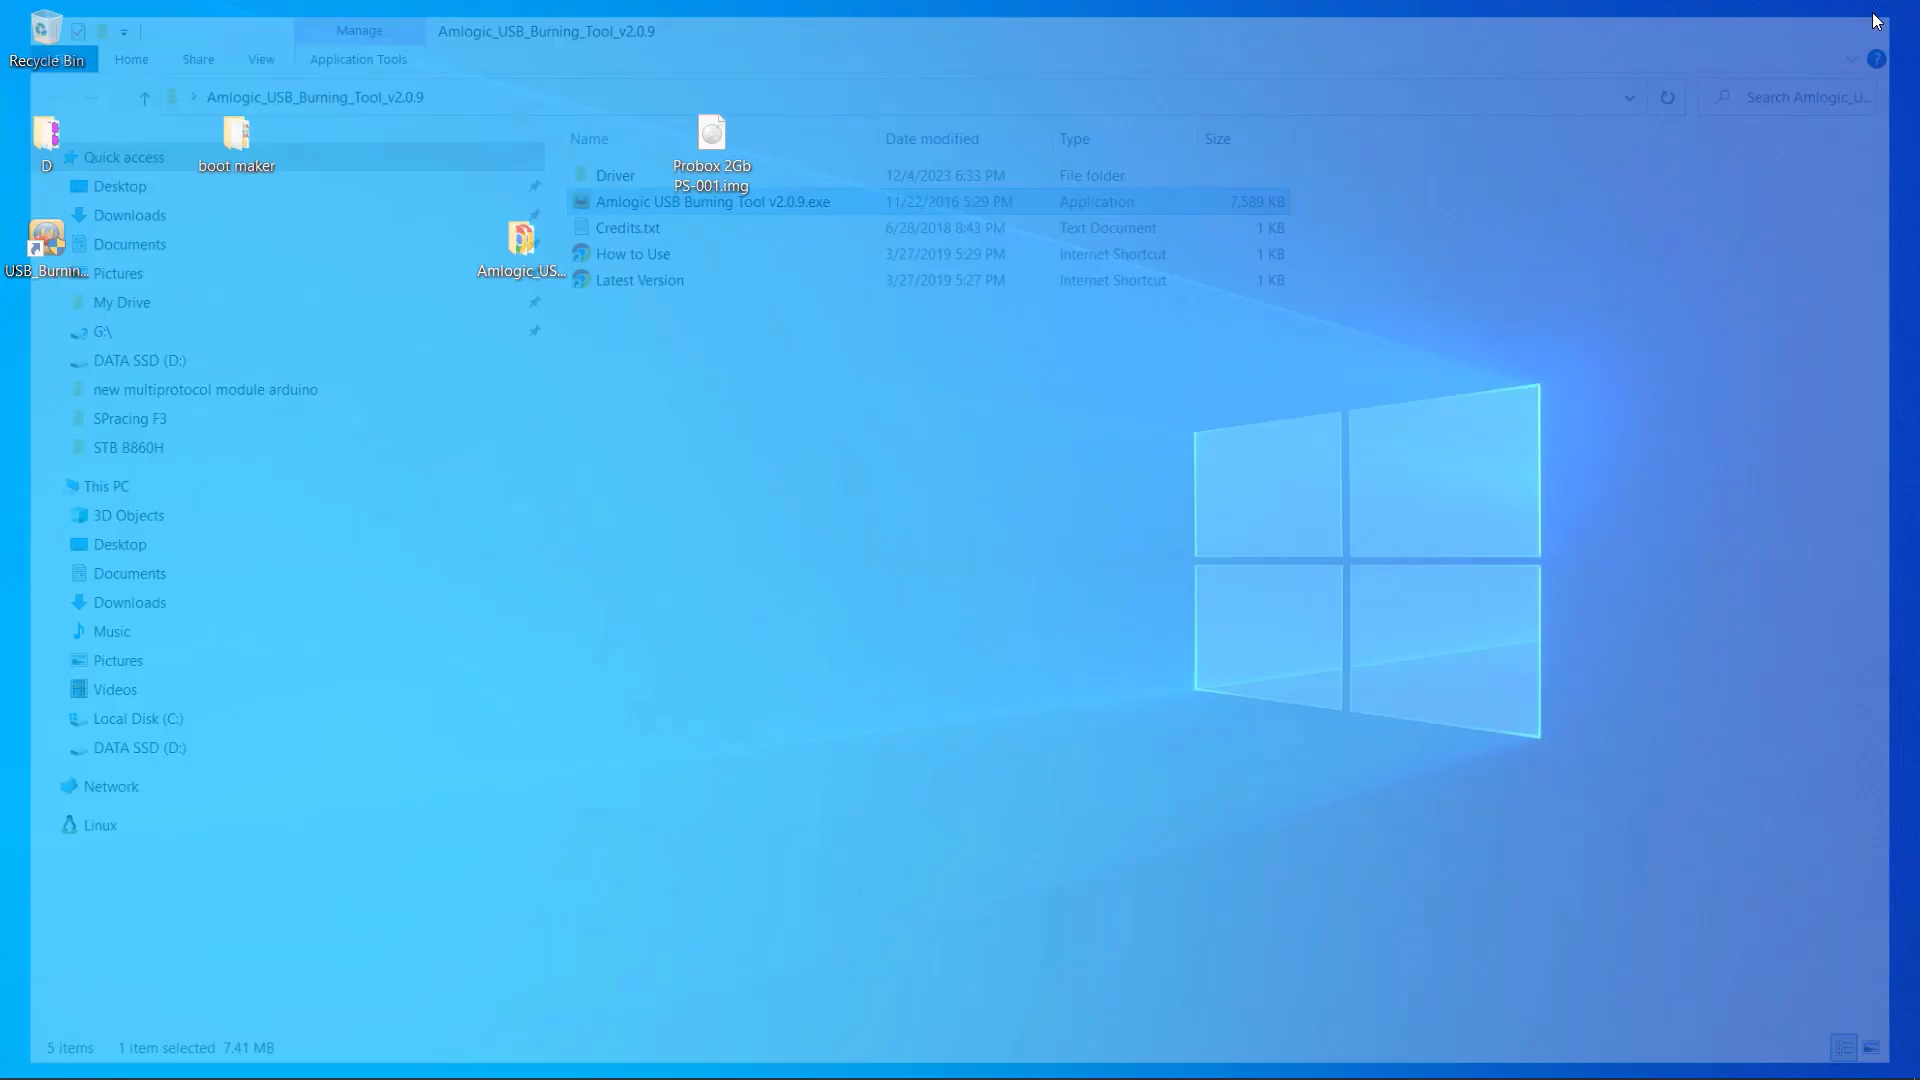 Manage
Amlogic_USB_Burning_Tool_v2.0.9
Recycle Bin
Home
Share
View
Application Tools
Amlogic_USB_Burning_Tool_v2.0.9
Search Amlogic_U...
Name
Date modified
Type
Size
D
Quick access
boot maker
Probox 2Gb
PS-001.img
Driver
12/4/2023 6:33 PM
File folder
Desktop
Amlogic USB Burning Tool v2.0.9.exe
11/22/2016 5:29 PM
Application
7,589 KB
Downloads
Credits.txt
6/28/2018 8:43 PM
Text Document
1 KB
Documents
How to Use
3/27/2019 5:29 PM
Internet Shortcut
1 KB
USB_Burnin...
Pictures
Amlogic_US...
Latest Version
3/27/2019 5:27 PM
Internet Shortcut
1 KB
My Drive
G:\
DATA SSD (D:)
new multiprotocol module arduino
SPracing F3
STB B860H
This PC
3D Objects
Desktop
Documents
Downloads
Music
Pictures
Videos
Local Disk (C:)
DATA SSD (D:)
Network
Linux
5 items
1 item selected 7.41 MB